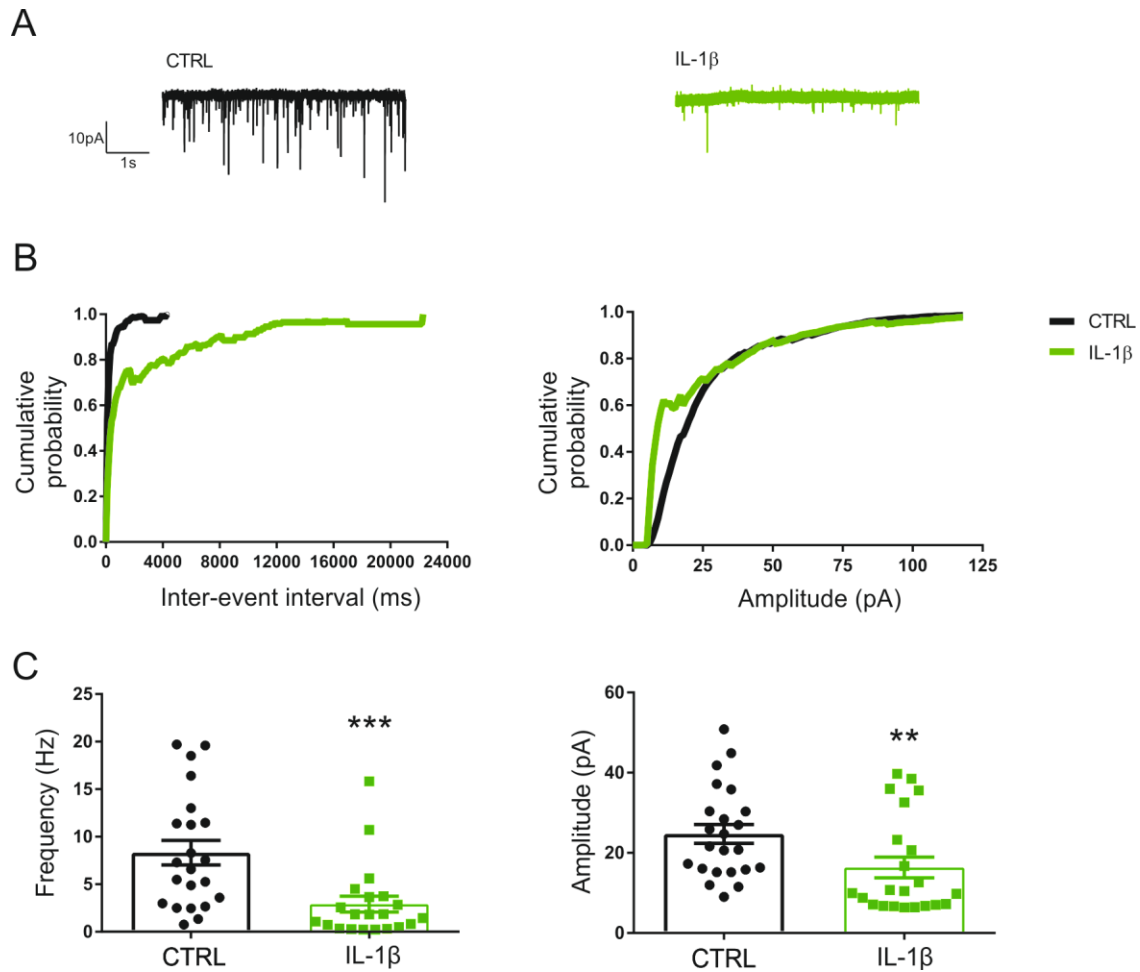 A
CTRL
IL-1β
10pA
1s
B
1.0
0.8
0.6
0.4
0.2
0.0
Cumulative
probability
0 4000 8000 12000 16000 20000 24000
Inter-event interval (ms)
1.0
0.8
0.6
0.4
0.2
0.0
Cumulative
probability
0 25 50 75 100 125
Amplitude (pA)
CTRL
IL-1β
C
25
20
15
10
5
0
Frequency (Hz)
***
CTRL IL-1β
60
40
20
0
Amplitude (pA)
**
CTRL IL-1β